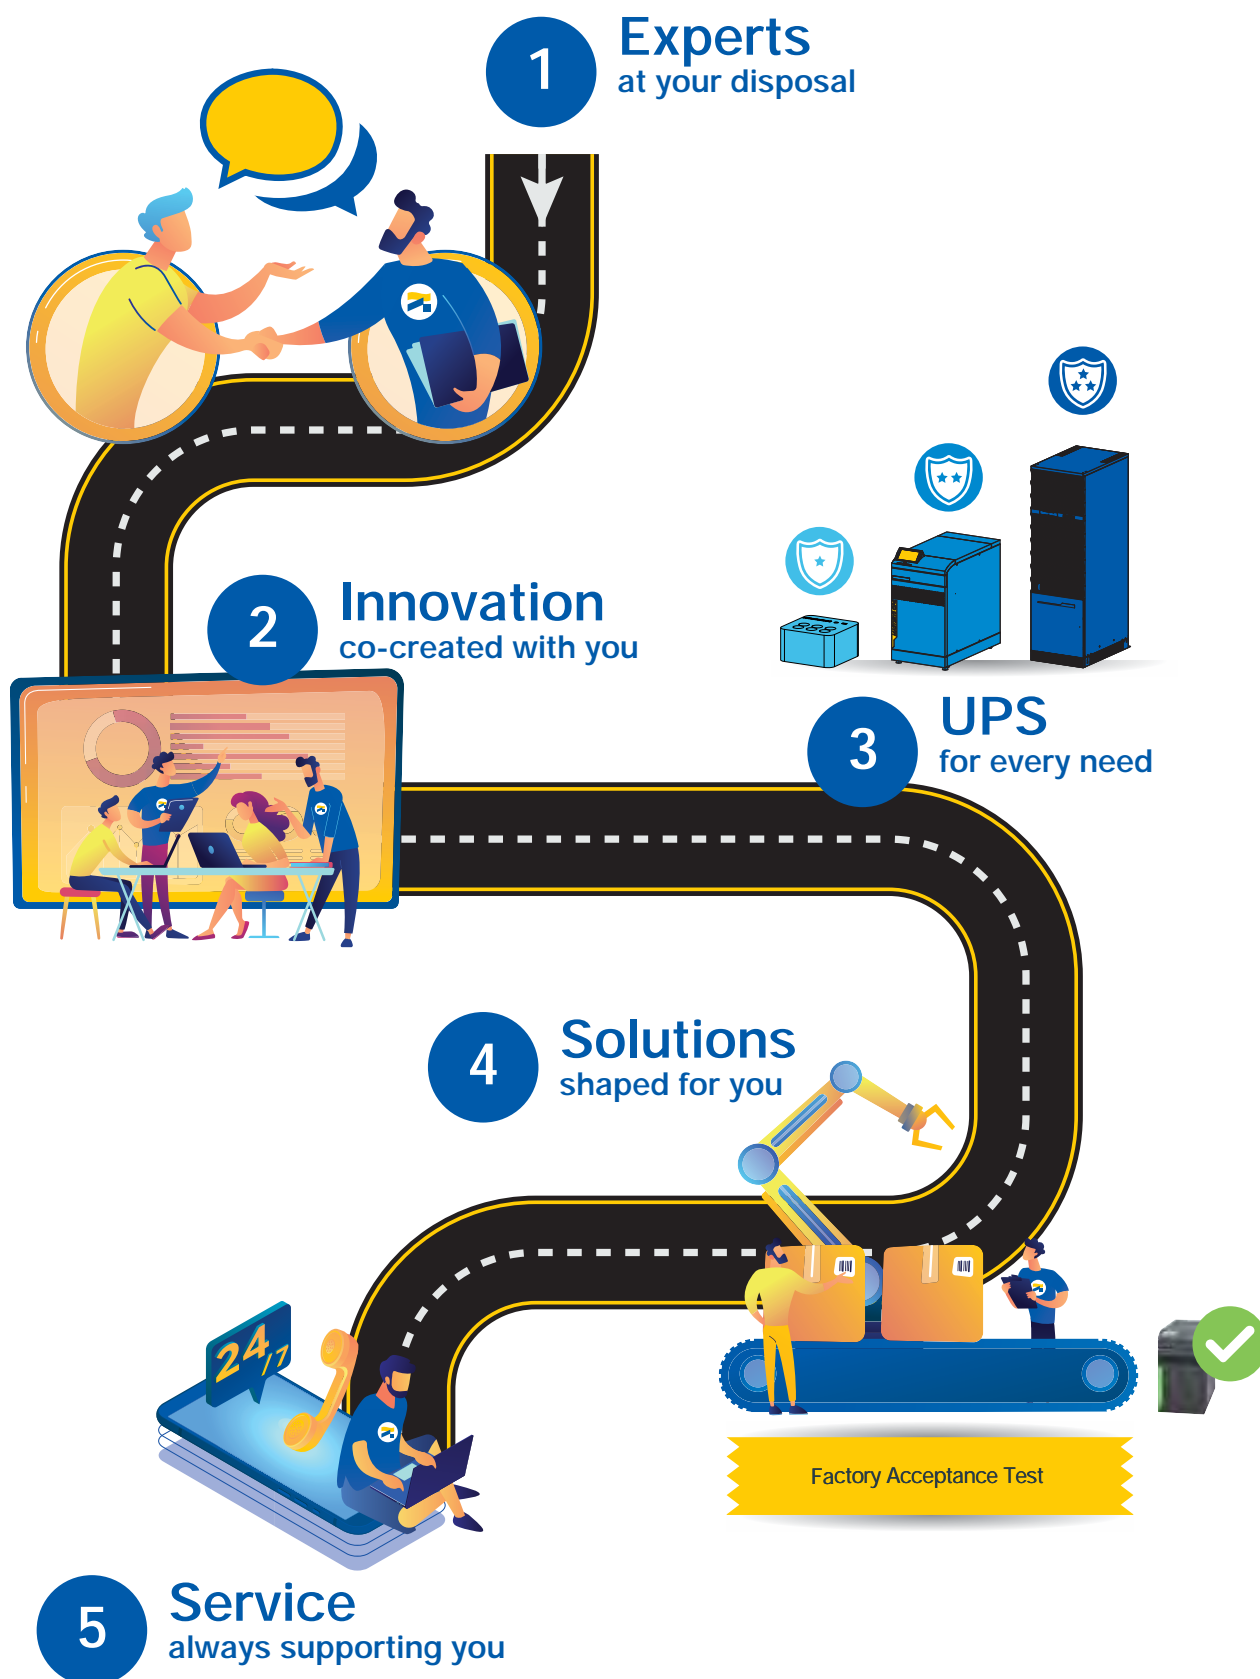 1
Experts
at your disposal
2
Innovation
co-created with you
3
UPS
for every need
4
Solutions
shaped for you
24/7
Factory Acceptance Test
5
Service
always supporting you